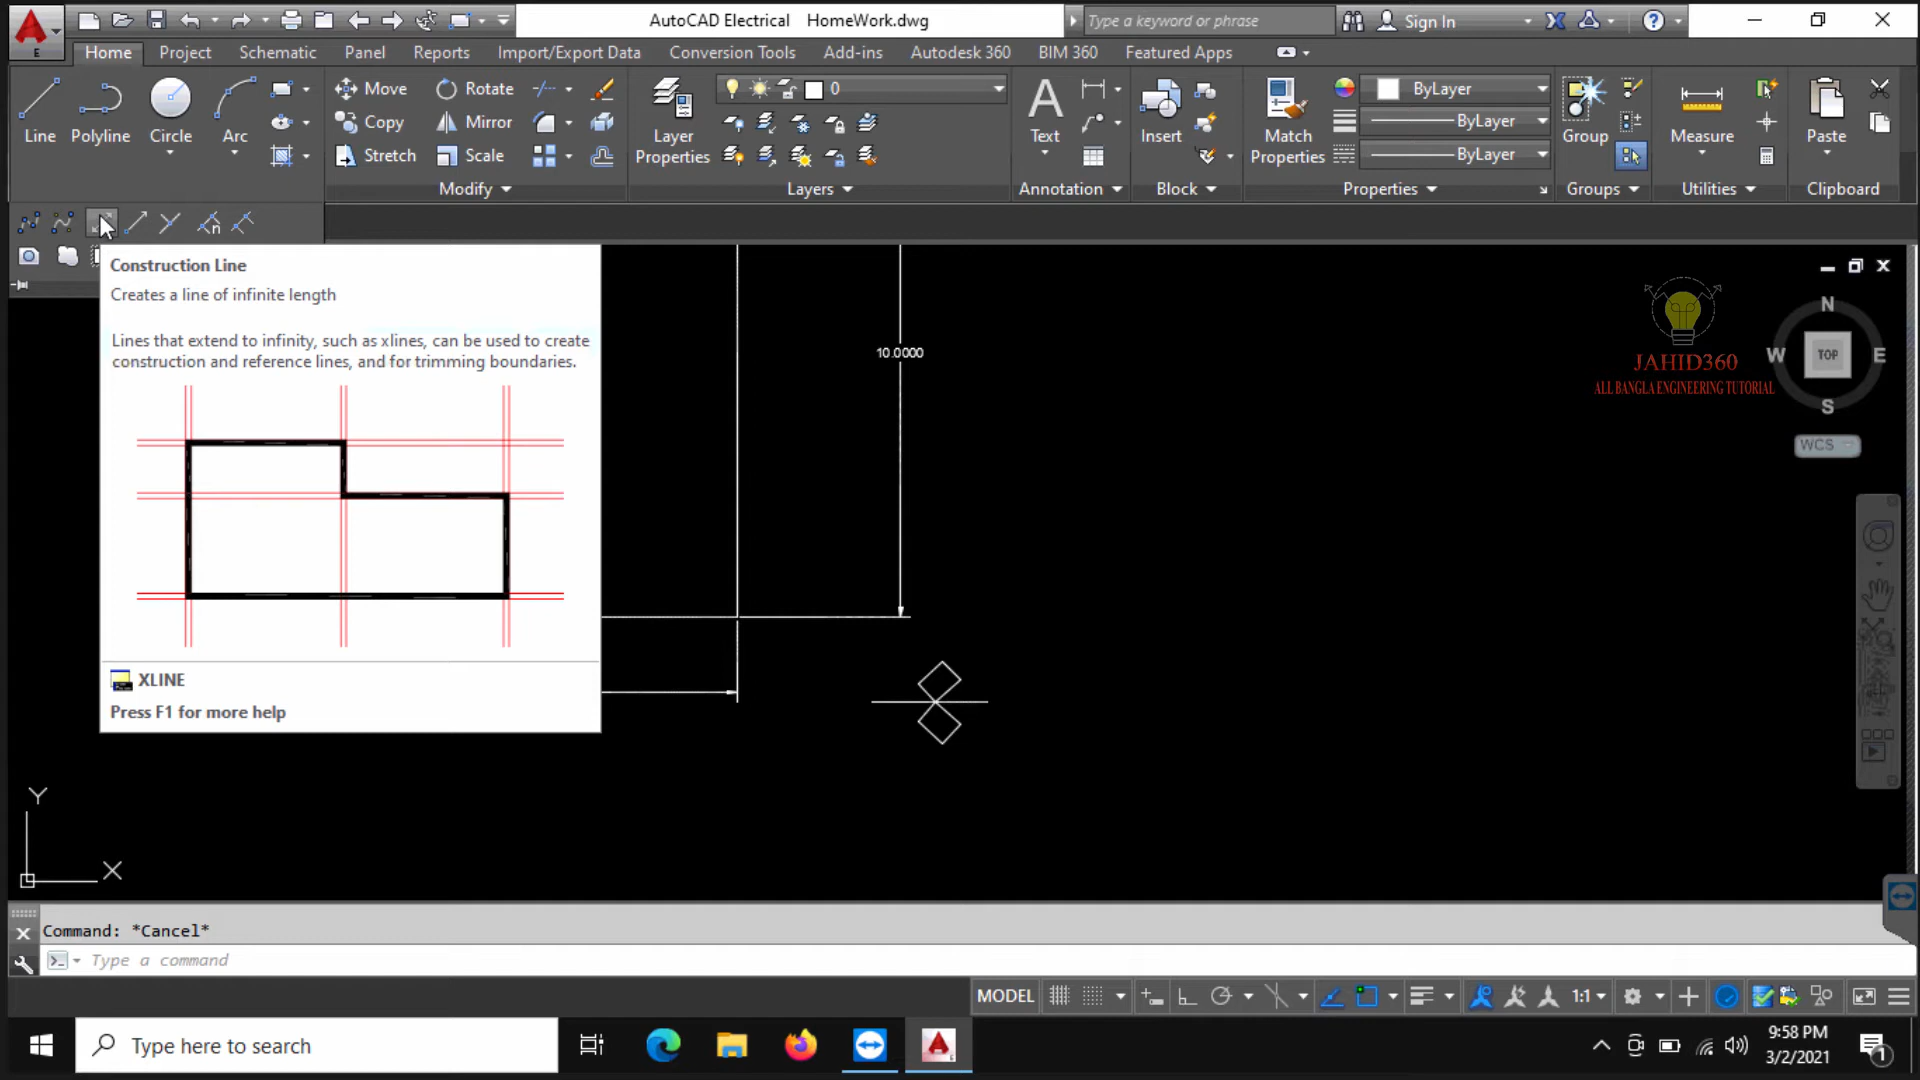 AutoCAD Electrical HomeWork.dwg
Type a keyword or phrase
Sign In
E
Home
Project
Schematic
Panel
Reports
Import/Export Data
Conversion Tools
Add-ins
Autodesk 360
BIM 360
Featured Apps
Line
Polyline
Circle
Arc
Move
Rotate
Copy
Mirror
Stretch
Scale
Modify
Layer
Properties
0
Layers
Text
Annotation
Insert
Block
Match
Properties
ByLayer
ByLayer
ByLayer
Properties
Group
Groups
Measure
Utilities
Paste
Clipboard
Construction Line
Creates a line of infinite length
Lines that extend to infinity, such as xlines, can be used to create
construction and reference lines, and for trimming boundaries.
XLINE
Press F1 for more help
10.0000
JAHID360
ALL BANGLA ENGINEERING TUTORIAL
N
W
TOP
E
S
WCS
Y
X
Command: *Cancel*
Type a command
MODEL
1:1
Type here to search
9:58 PM
3/2/2021
1